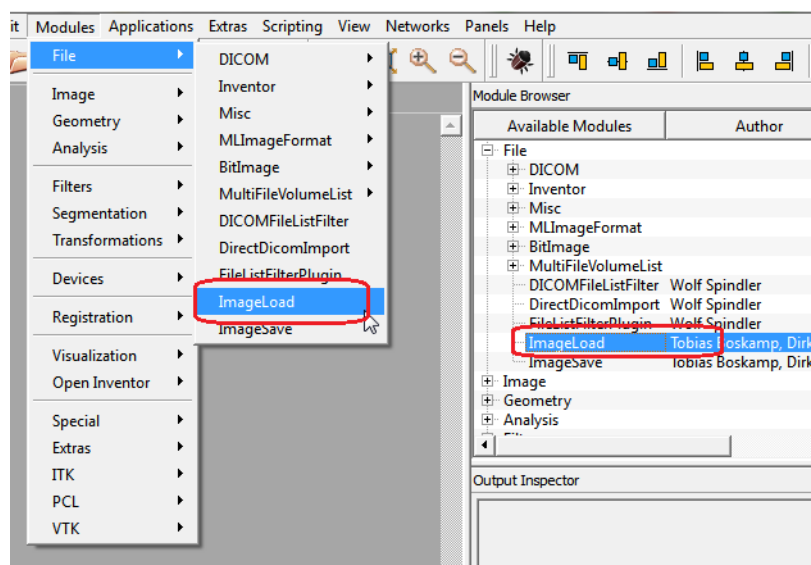 it Modules Applications Extras Scripting View Networks Panels Help
File
Image
Geometry
Analysis
Filters
Segmentation
Transformations
Devices
Registration
Visualization
Open Inventor
Special
Extras
ITK
PCL
VTK
DICOM
Inventor
Misc
MLImageFormat
BitImage
MultiFileVolumeList
DICOMFileListFilter
DirectDicomImport
FileListFilterPlugin
ImageLoad
ImageSave
Module Browser
Available Modules Author
File
DICOM
Inventor
Misc
MLImageFormat
BitImage
MultiFileVolumeList
DICOMFileListFilter Wolf Spindler
DirectDicomImport Wolf Spindler
FileListFilterPlugin Wolf Spindler
ImageLoad Tobias Boskamp, Dirk
ImageSave Tobias Boskamp, Dirk
Image
Geometry
Analysis
Output Inspector